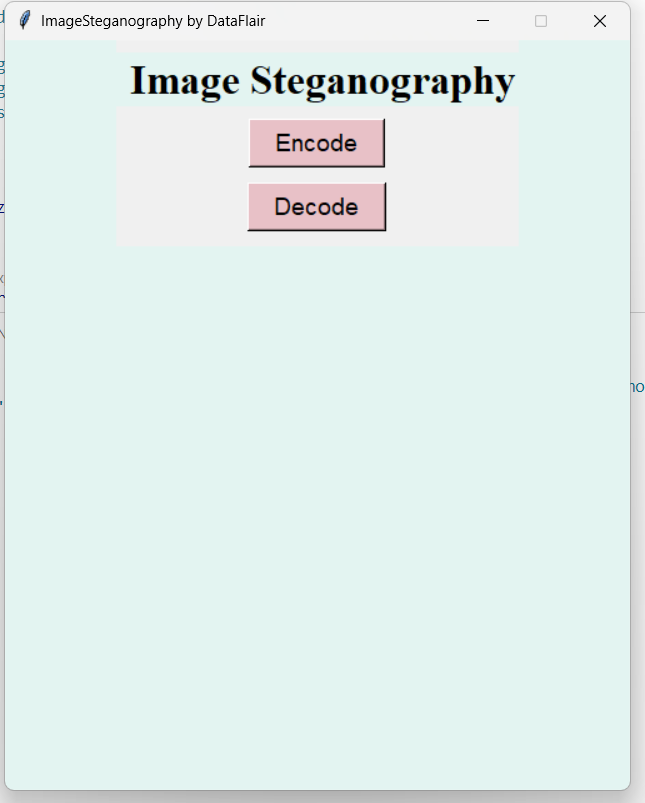 ImageSteganography by DataFlair
Image Steganography
Encode
Decode